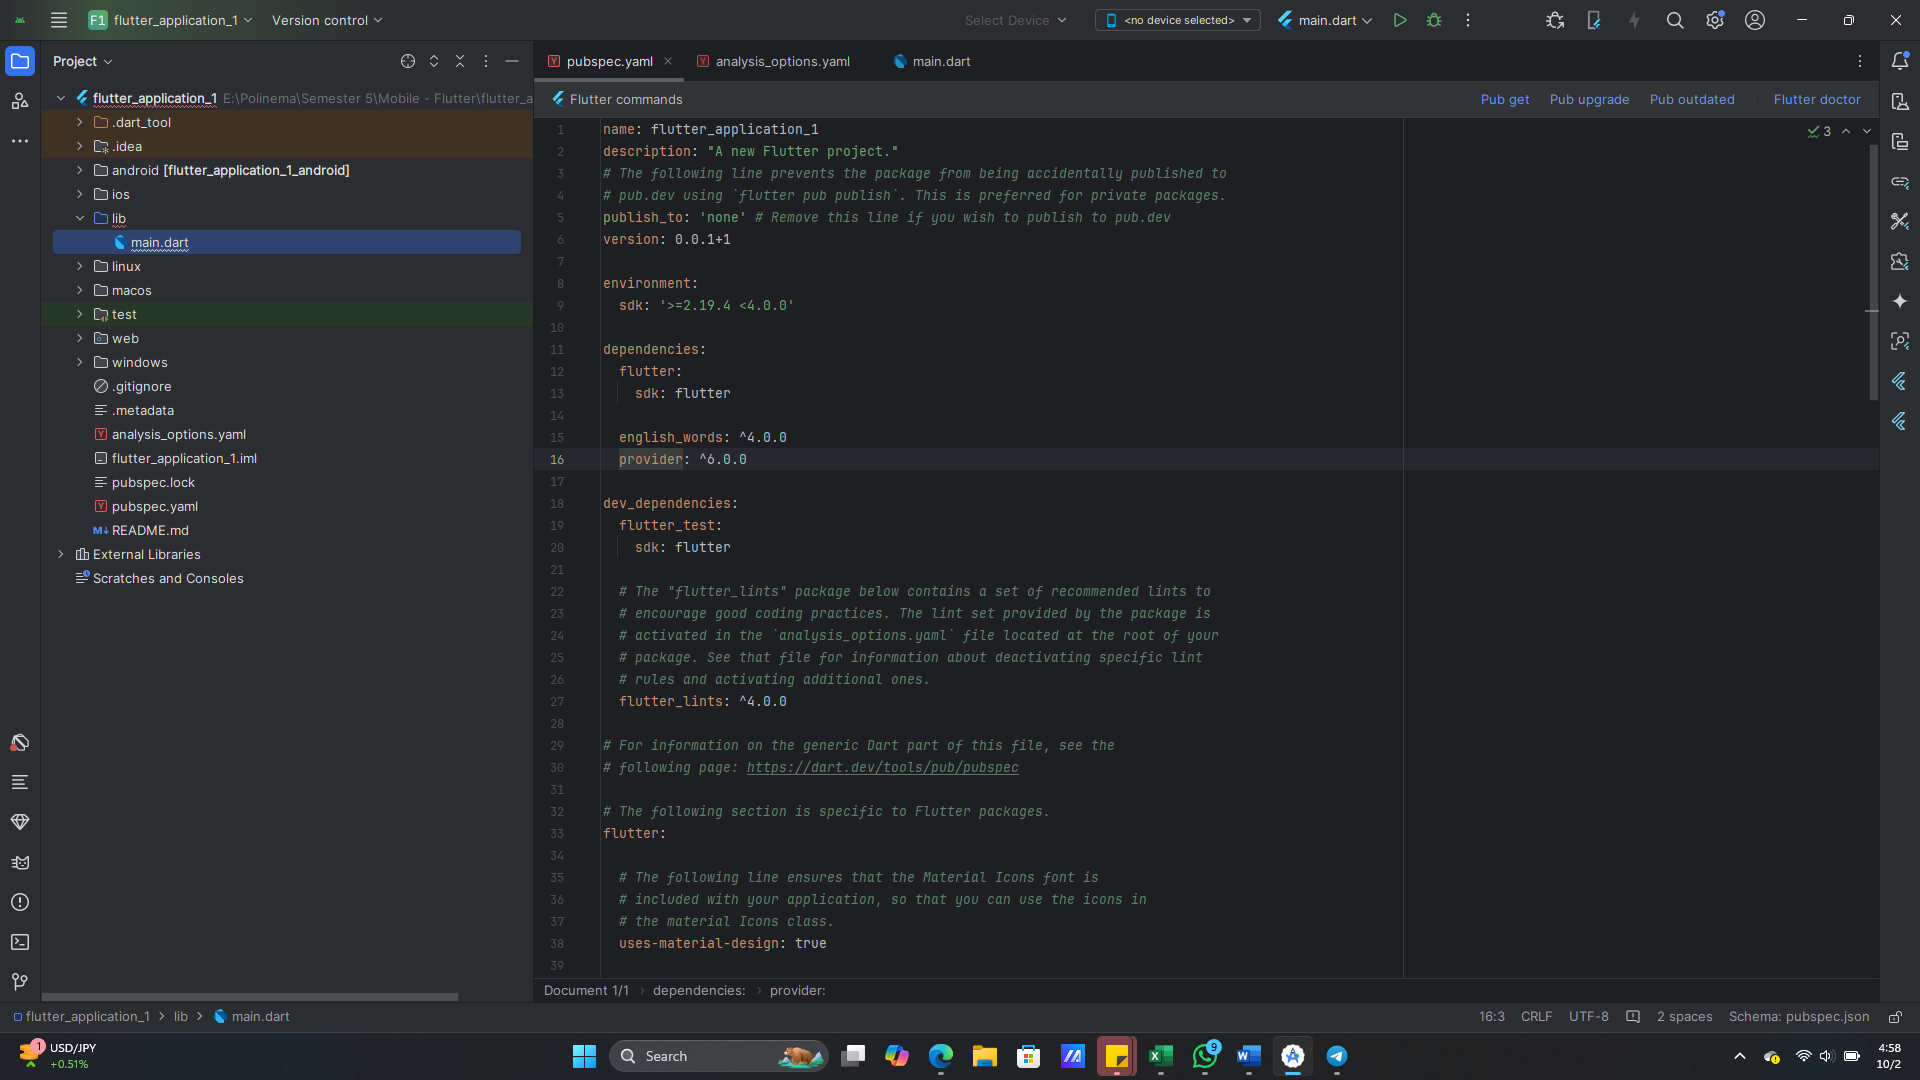 F1 flutter_application_1 Version control Select Device <no device selected> main.dart
Project
flutter_application_1 E:\Polinema\Semester 5\Mobile - Flutter\flutter_a
.dart_tool
.idea
android [flutter_application_1_android]
ios
lib
main.dart
linux
macos
test
web
windows
.gitignore
.metadata
analysis_options.yaml
flutter_application_1.iml
pubspec.lock
pubspec.yaml
README.md
External Libraries
Scratches and Consoles
pubspec.yaml analysis_options.yaml main.dart
Flutter commands Pub get Pub upgrade Pub outdated Flutter doctor
3
1 name: flutter_application_1
2 description: "A new Flutter project."
3 # The following line prevents the package from being accidentally published to
4 # pub.dev using `flutter pub publish`. This is preferred for private packages.
5 publish_to: 'none' # Remove this line if you wish to publish to pub.dev
6 version: 0.0.1+1
7
8 environment:
9 sdk: '>=2.19.4 <4.0.0'
10
11 dependencies:
12 flutter:
13 sdk: flutter
14
15 english_words: ^4.0.0
16 provider: ^6.0.0
17
18 dev_dependencies:
19 flutter_test:
20 sdk: flutter
21
22 # The "flutter_lints" package below contains a set of recommended lints to
23 # encourage good coding practices. The lint set provided by the package is
24 # activated in the `analysis_options.yaml` file located at the root of your
25 # package. See that file for information about deactivating specific lint
26 # rules and activating additional ones.
27 flutter_lints: ^4.0.0
28
29 # For information on the generic Dart part of this file, see the
30 # following page: https://dart.dev/tools/pub/pubspec
31
32 # The following section is specific to Flutter packages.
33 flutter:
34
35 # The following line ensures that the Material Icons font is
36 # included with your application, so that you can use the icons in
37 # the material Icons class.
38 uses-material-design: true
39
Document 1/1 dependencies: provider:
flutter_application_1 lib main.dart 16:3 CRLF UTF-8 2 spaces Schema: pubspec.json
1 USD/JPY
+0.51%
Search
9
4:58
10/2